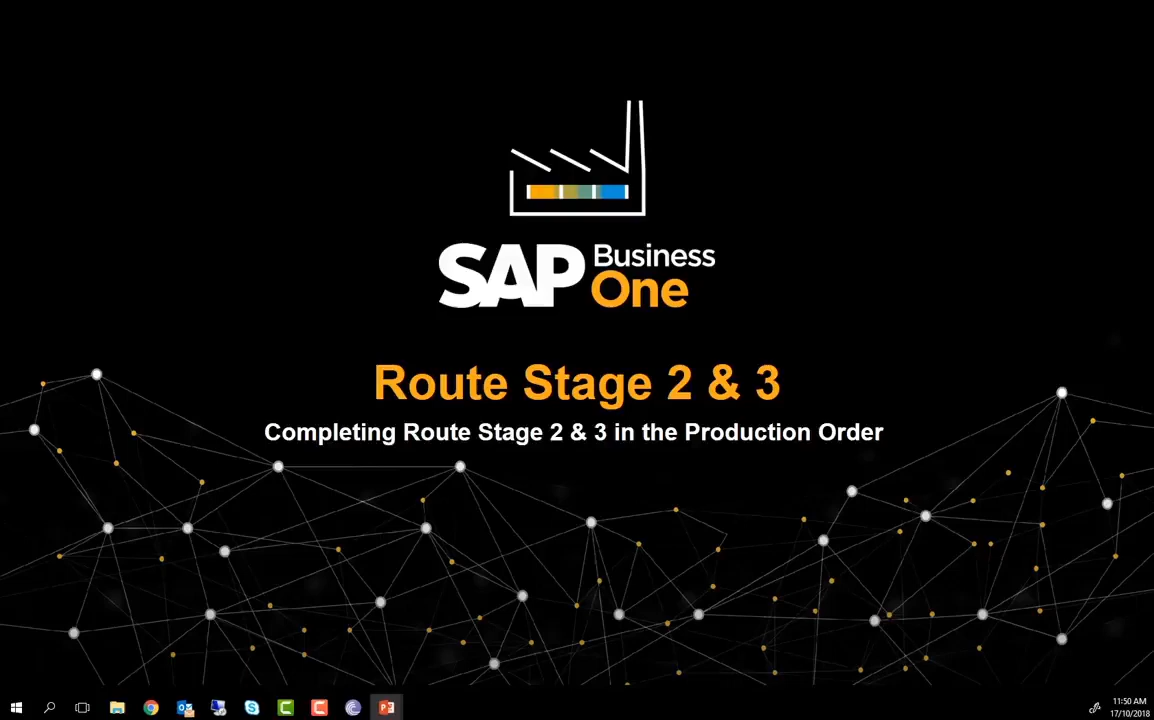 SAP Business One
Route Stage 2 & 3
Completing Route Stage 2 & 3 in the Production Order
11:50 AM
17/10/2018